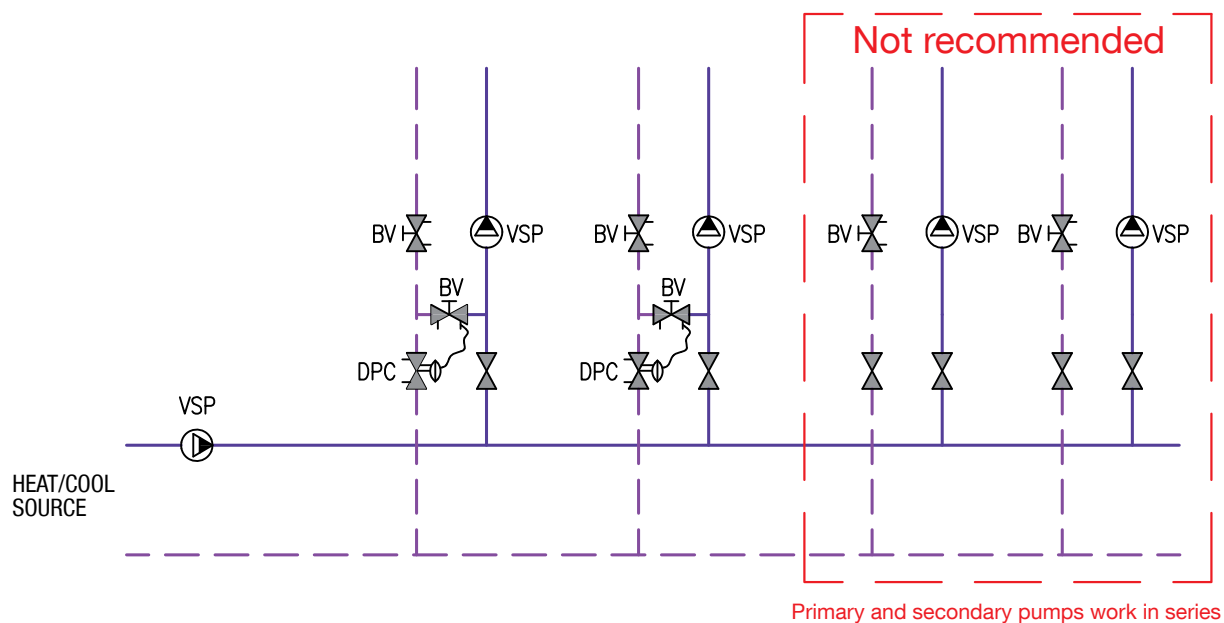 Not recommended
BV VSP BV VSP BV VSP BV VSP
BV BV
DPC DPC
VSP
HEAT/COOL
SOURCE
Primary and secondary pumps work in series